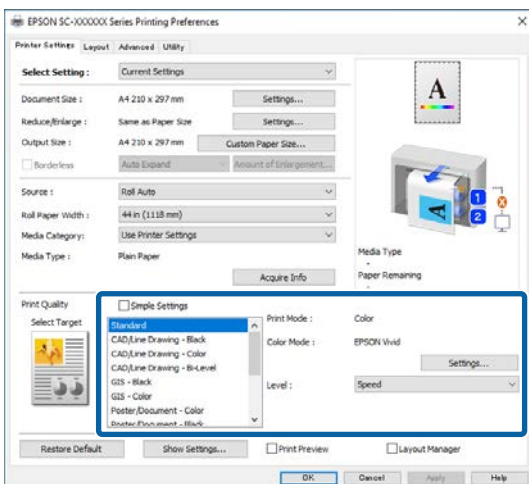 EPSON SC-XXXXXX Series Printing Preferences
Printer Settings Layout Advanced Utility
Select Setting : Current Settings
Document Size : A4 210 x 297 mm Settings...
Reduce/Enlarge : Same as Paper Size Settings...
Output Size : A4 210 x 297 mm Custom Paper Size...
Borderless Auto Expand Amount of Enlargement...
Source : Roll Auto
Roll Paper Width : 44 in (1118 mm)
Media Category: Use Printer Settings
Media Type : Plain Paper
Acquire Info
A
A
1
2
Media Type
-
Paper Remaining
-
Print Quality
Select Target
Simple Settings
Standard
CAD/Line Drawing - Black
CAD/Line Drawing - Color
CAD/Line Drawing - Bi-Level
GIS - Black
GIS - Color
Poster/Document - Color
Poster/Document - Black
Print Mode : Color
Color Mode : EPSON Vivid
Settings...
Level : Speed
Restore Default Show Settings... Print Preview Layout Manager
OK Cancel Apply Help